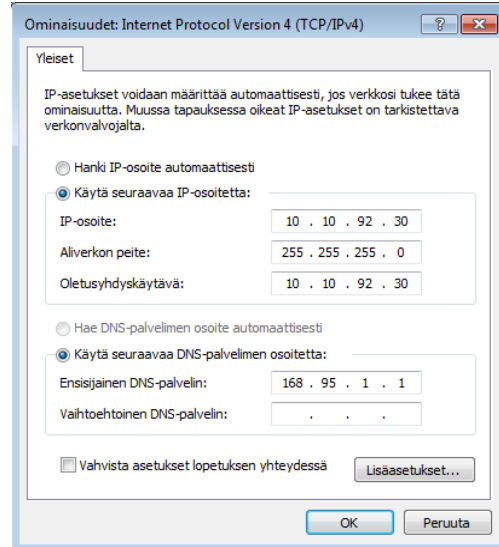 Ominaisuudet: Internet Protocol Version 4 (TCP/IPv4)
Yleiset
IP-asetukset voidaan määrittää automaattisesti, jos verkkosi tukee tätä
ominaisuutta. Muussa tapauksessa oikeat IP-asetukset on tarkistettava
verkonvalvojalta.
Hanki IP-osoite automaattisesti
Käytä seuraavaa IP-osoitetta:
IP-osoite: 10 . 10 . 92 . 30
Aliverkon peite: 255 . 255 . 255 . 0
Oletusyhdyskäytävä: 10 . 10 . 92 . 30
Hae DNS-palvelimen osoite automaattisesti
Käytä seuraavaa DNS-palvelimen osoitetta:
Ensisijainen DNS-palvelin: 168 . 95 . 1 . 1
Vaihtoehtoinen DNS-palvelin: . . .
Vahvista asetukset lopetuksen yhteydessä
Lisäasetukset...
OK Peruuta